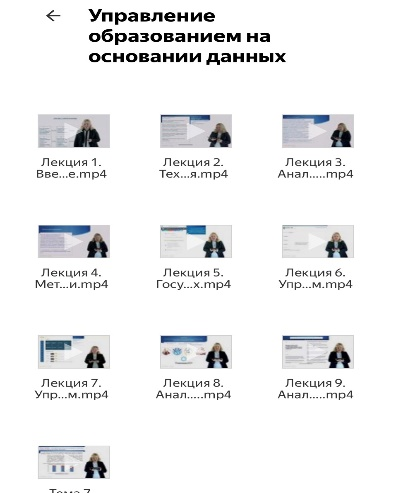 Управление
образованием на
основании данных
Лекция 1.
Вве...е.mp4
Лекция 2.
Тех...я.mp4
Лекция 3.
Анал.....mp4
Лекция 4.
Мет...и.mp4
Лекция 5.
Госу...х.mp4
Лекция 6.
Упр...м.mp4
Лекция 7.
Упр...м.mp4
Лекция 8.
Анал.....mp4
Лекция 9.
Анал.....mp4
Тема 7